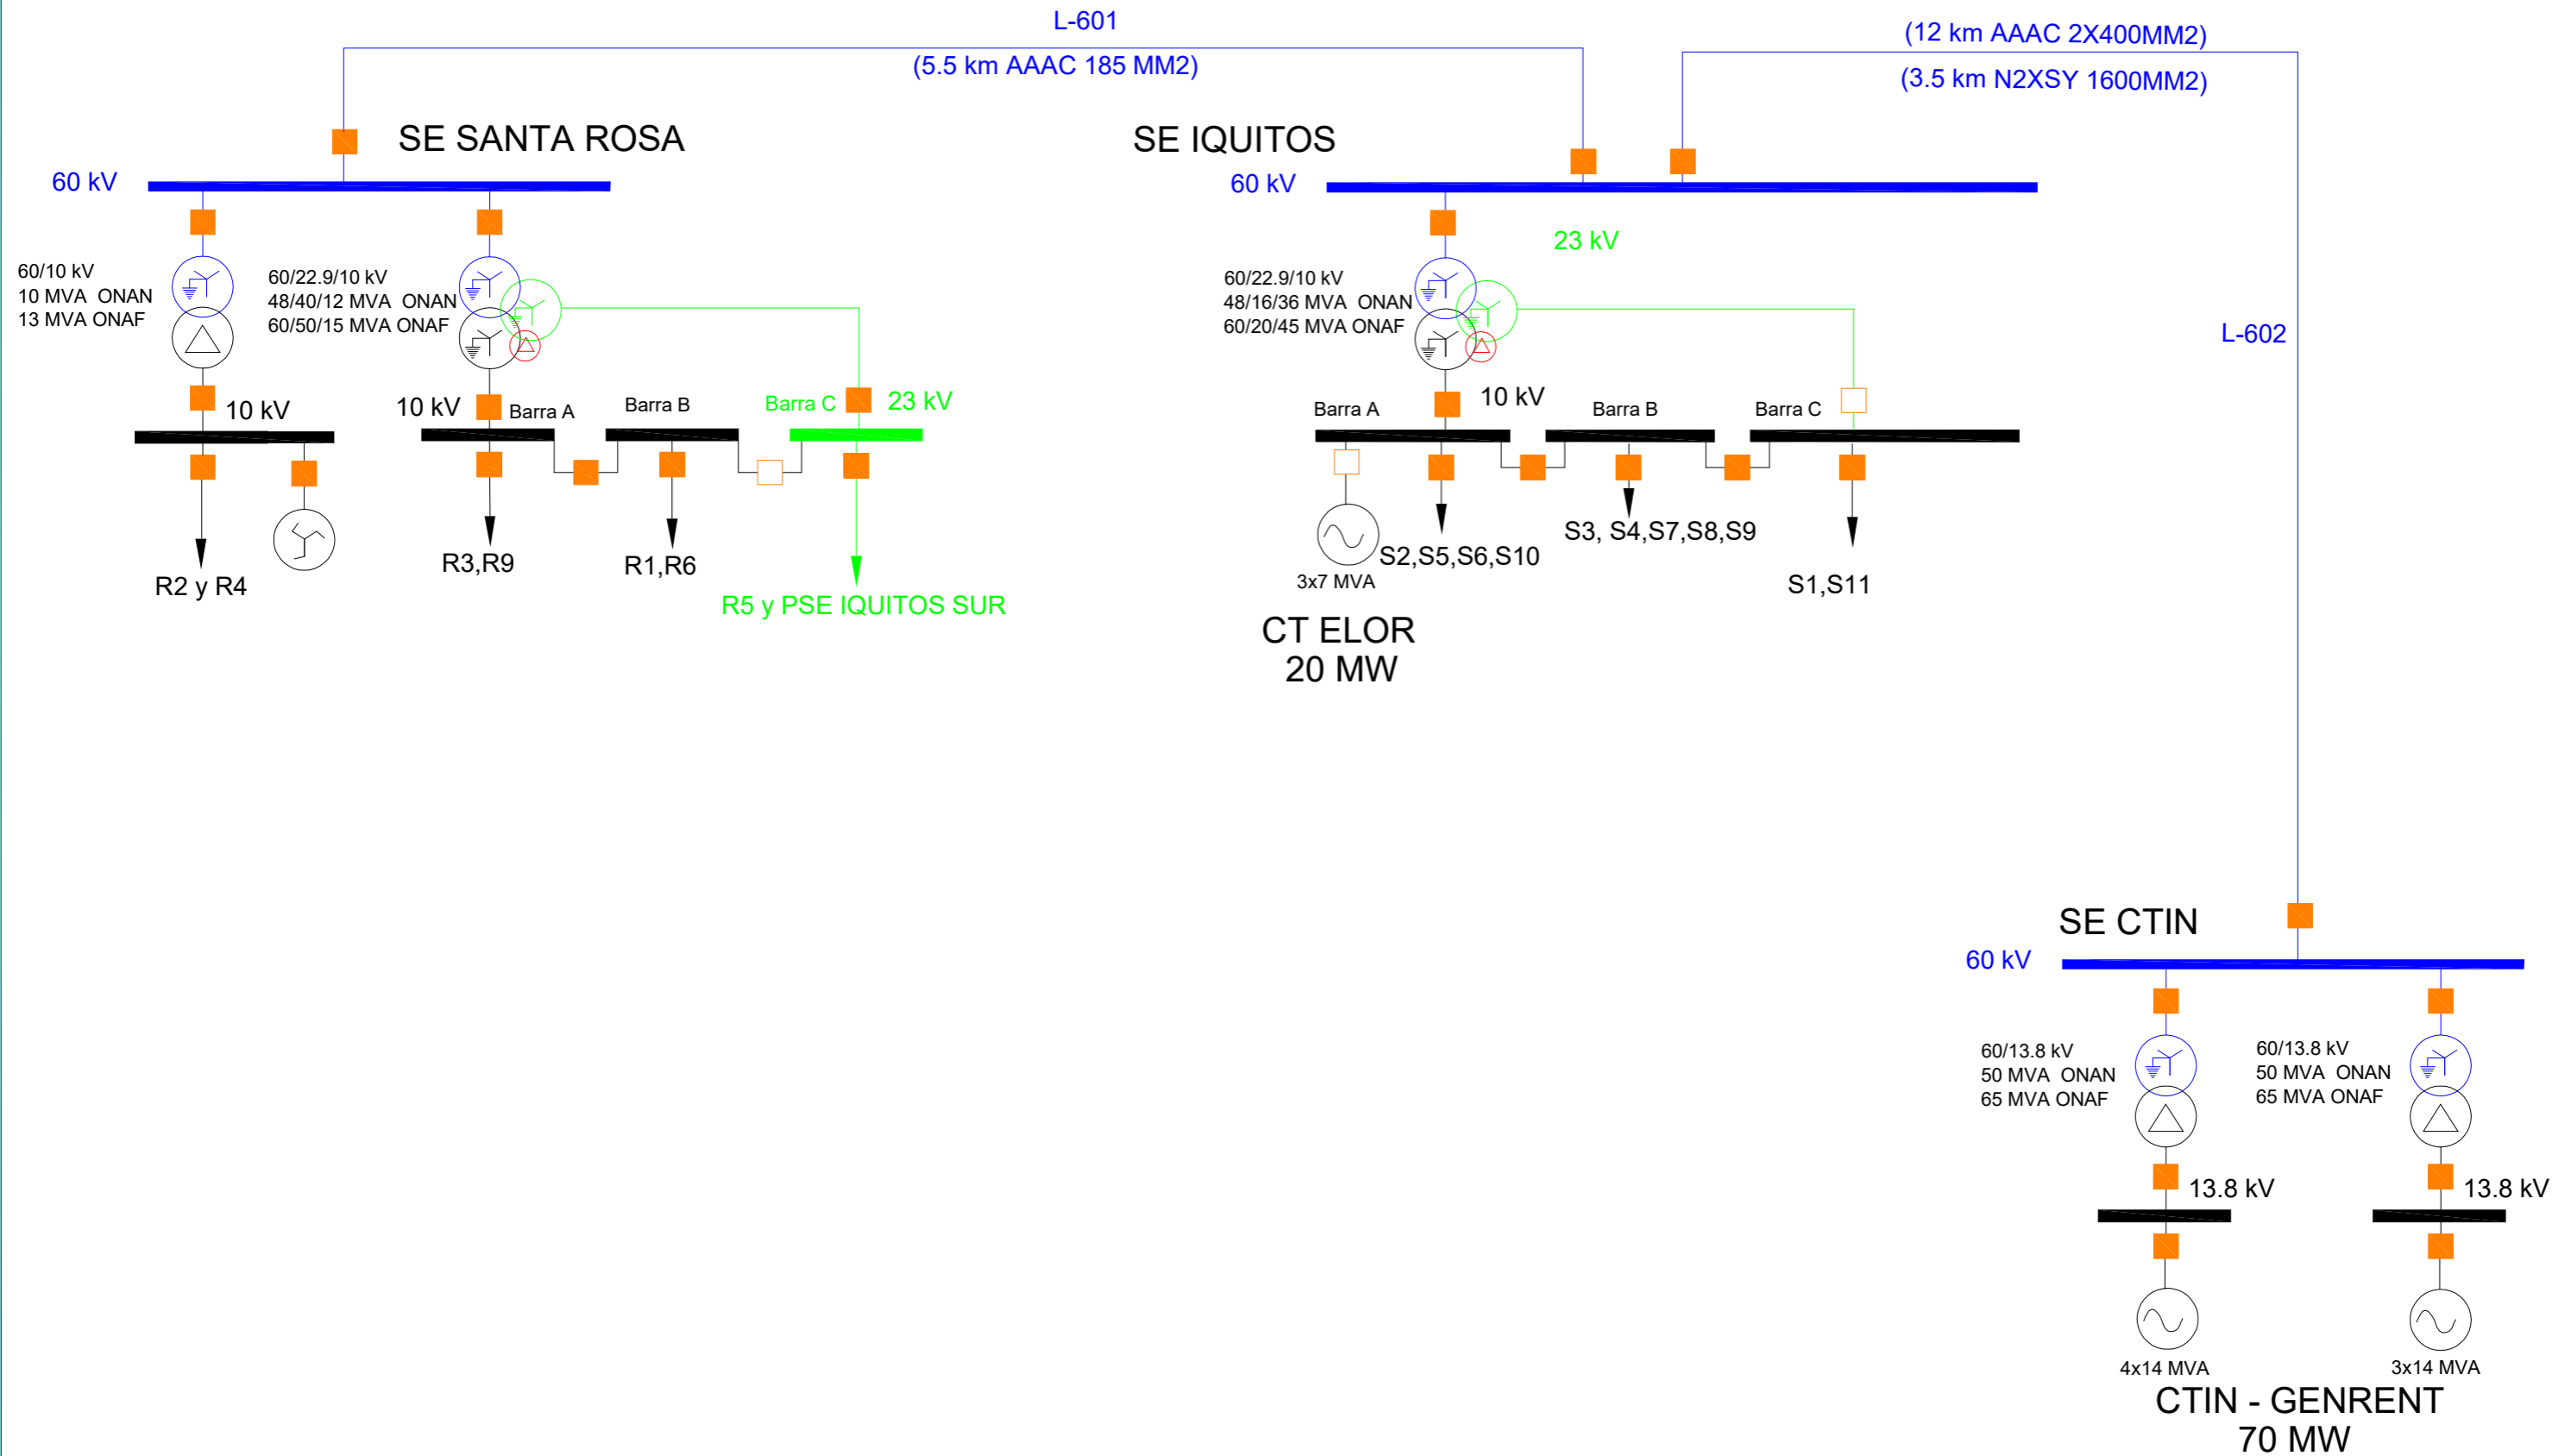 L-601
(5.5 km AAAC 185 MM2)
(12 km AAAC 2X400MM2)
(3.5 km N2XSY 1600MM2)
L-602
SE SANTA ROSA
60 kV
60/10 kV
10 MVA  ONAN
13 MVA ONAF
60/22.9/10 kV
48/40/12 MVA  ONAN
60/50/15 MVA ONAF
10 kV
10 kV
Barra A
Barra B
Barra C
23 kV
R2 y R4
R3,R9
R1,R6
R5 y PSE IQUITOS SUR
SE IQUITOS
60 kV
23 kV
60/22.9/10 kV
48/16/36 MVA  ONAN
60/20/45 MVA ONAF
10 kV
Barra A
Barra B
Barra C
3x7 MVA
S2,S5,S6,S10
S3, S4,S7,S8,S9
S1,S11
CT ELOR
20 MW
SE CTIN
60 kV
60/13.8 kV
50 MVA  ONAN
65 MVA ONAF
60/13.8 kV
50 MVA  ONAN
65 MVA ONAF
13.8 kV
13.8 kV
4x14 MVA
3x14 MVA
CTIN - GENRENT
70 MW